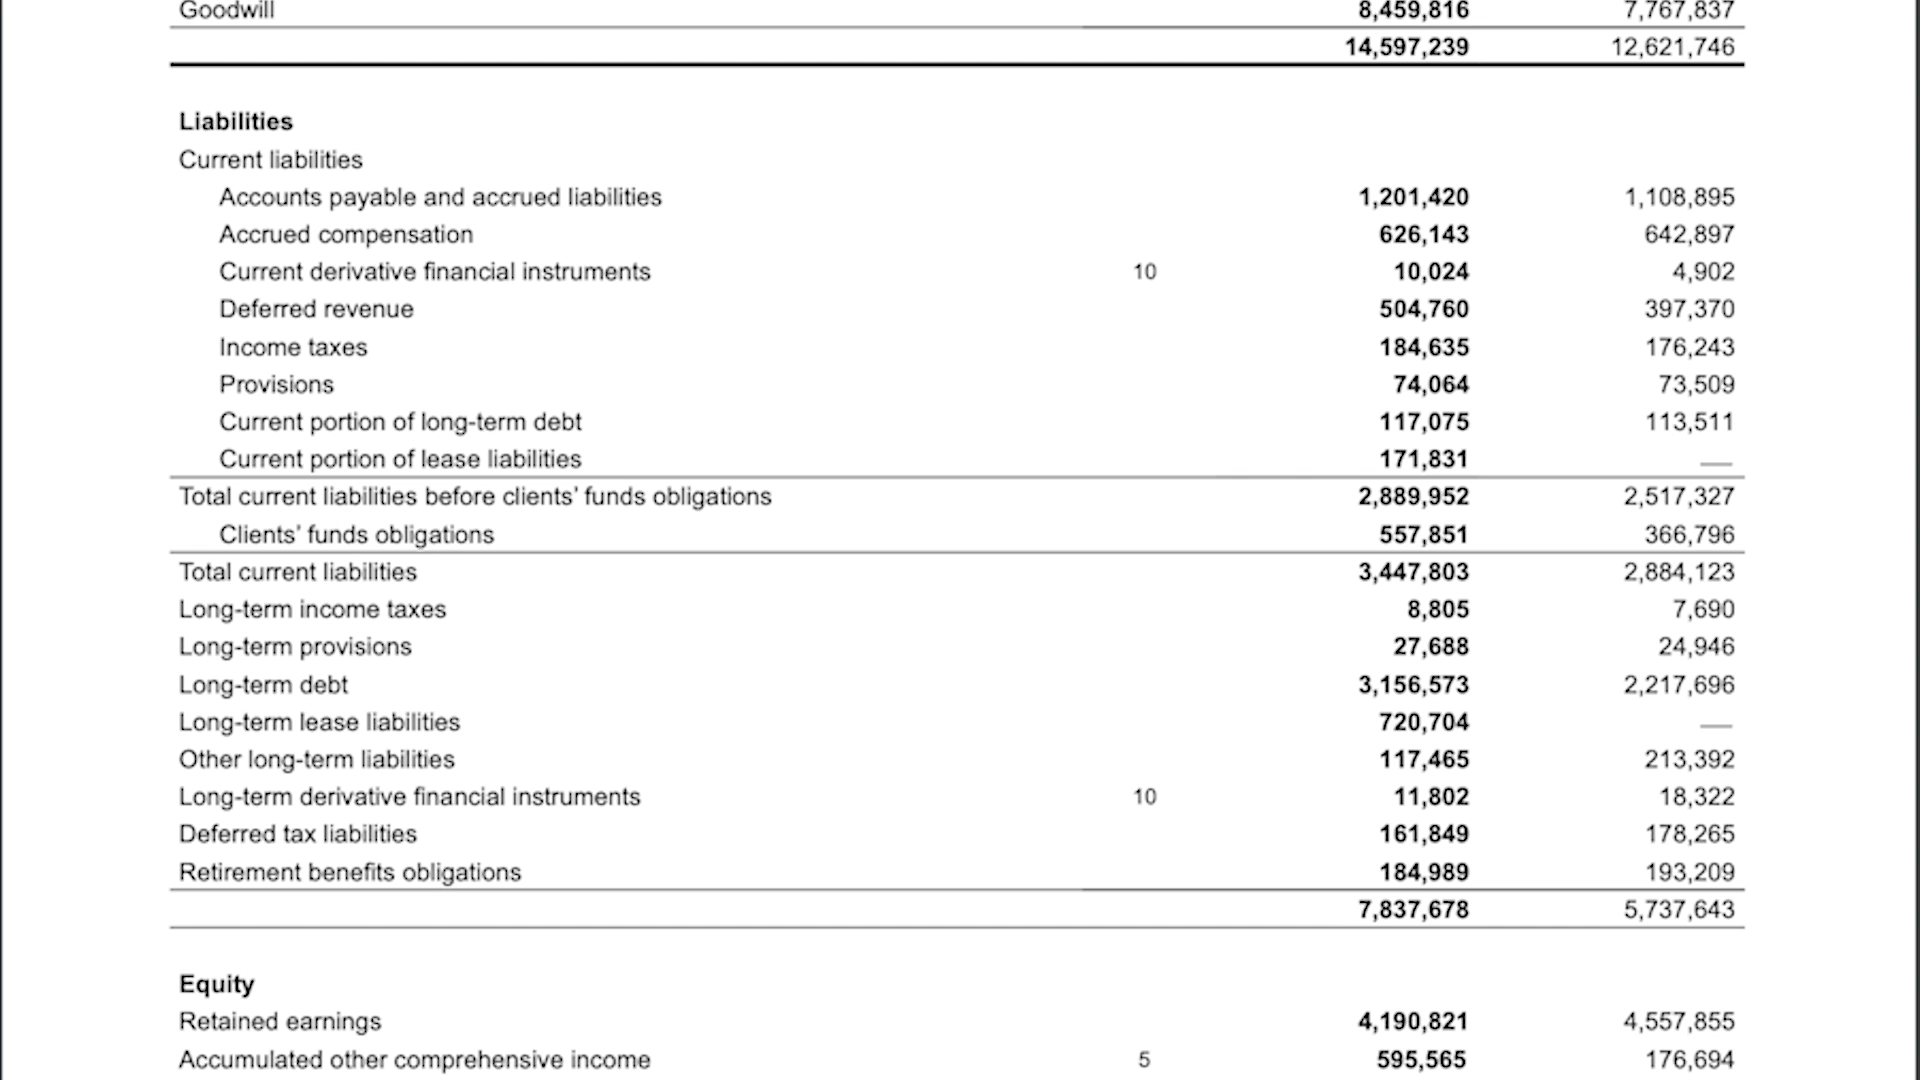 Goodwill 8,459,816 7,767,837
14,597,239 12,621,746
Liabilities
Current liabilities
Accounts payable and accrued liabilities 1,201,420 1,108,895
Accrued compensation 626,143 642,897
Current derivative financial instruments 10 10,024 4,902
Deferred revenue 504,760 397,370
Income taxes 184,635 176,243
Provisions 74,064 73,509
Current portion of long-term debt 117,075 113,511
Current portion of lease liabilities 171,831 —
Total current liabilities before clients' funds obligations 2,889,952 2,517,327
Clients' funds obligations 557,851 366,796
Total current liabilities 3,447,803 2,884,123
Long-term income taxes 8,805 7,690
Long-term provisions 27,688 24,946
Long-term debt 3,156,573 2,217,696
Long-term lease liabilities 720,704 —
Other long-term liabilities 117,465 213,392
Long-term derivative financial instruments 10 11,802 18,322
Deferred tax liabilities 161,849 178,265
Retirement benefits obligations 184,989 193,209
7,837,678 5,737,643
Equity
Retained earnings 4,190,821 4,557,855
Accumulated other comprehensive income 5 595,565 176,694